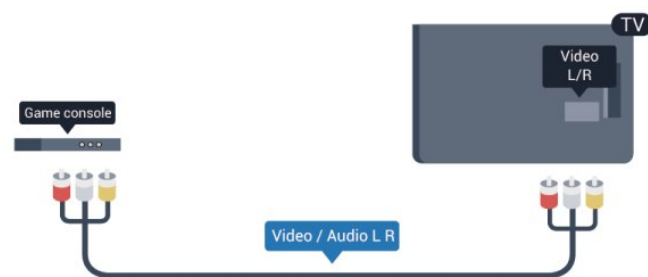 TV
Video
L/R
Game console
Video / Audio L R